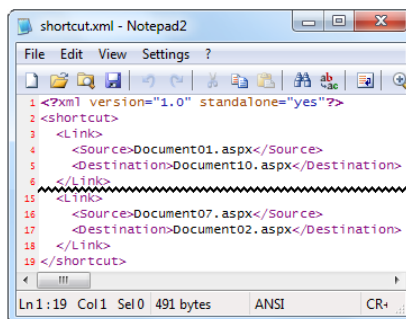 shortcut.xml - Notepad2
File Edit View Settings ?
1 <?xml version="1.0" standalone="yes"?>
2 <shortcut>
3 <Link>
4 <Source>Document01.aspx</Source>
5 <Destination>Document10.aspx</Destination>
6 </Link>
15 <Link>
16 <Source>Document07.aspx</Source>
17 <Destination>Document02.aspx</Destination>
18 </Link>
19 </shortcut>
Ln 1 : 19 Col 1 Sel 0 491 bytes ANSI CR+